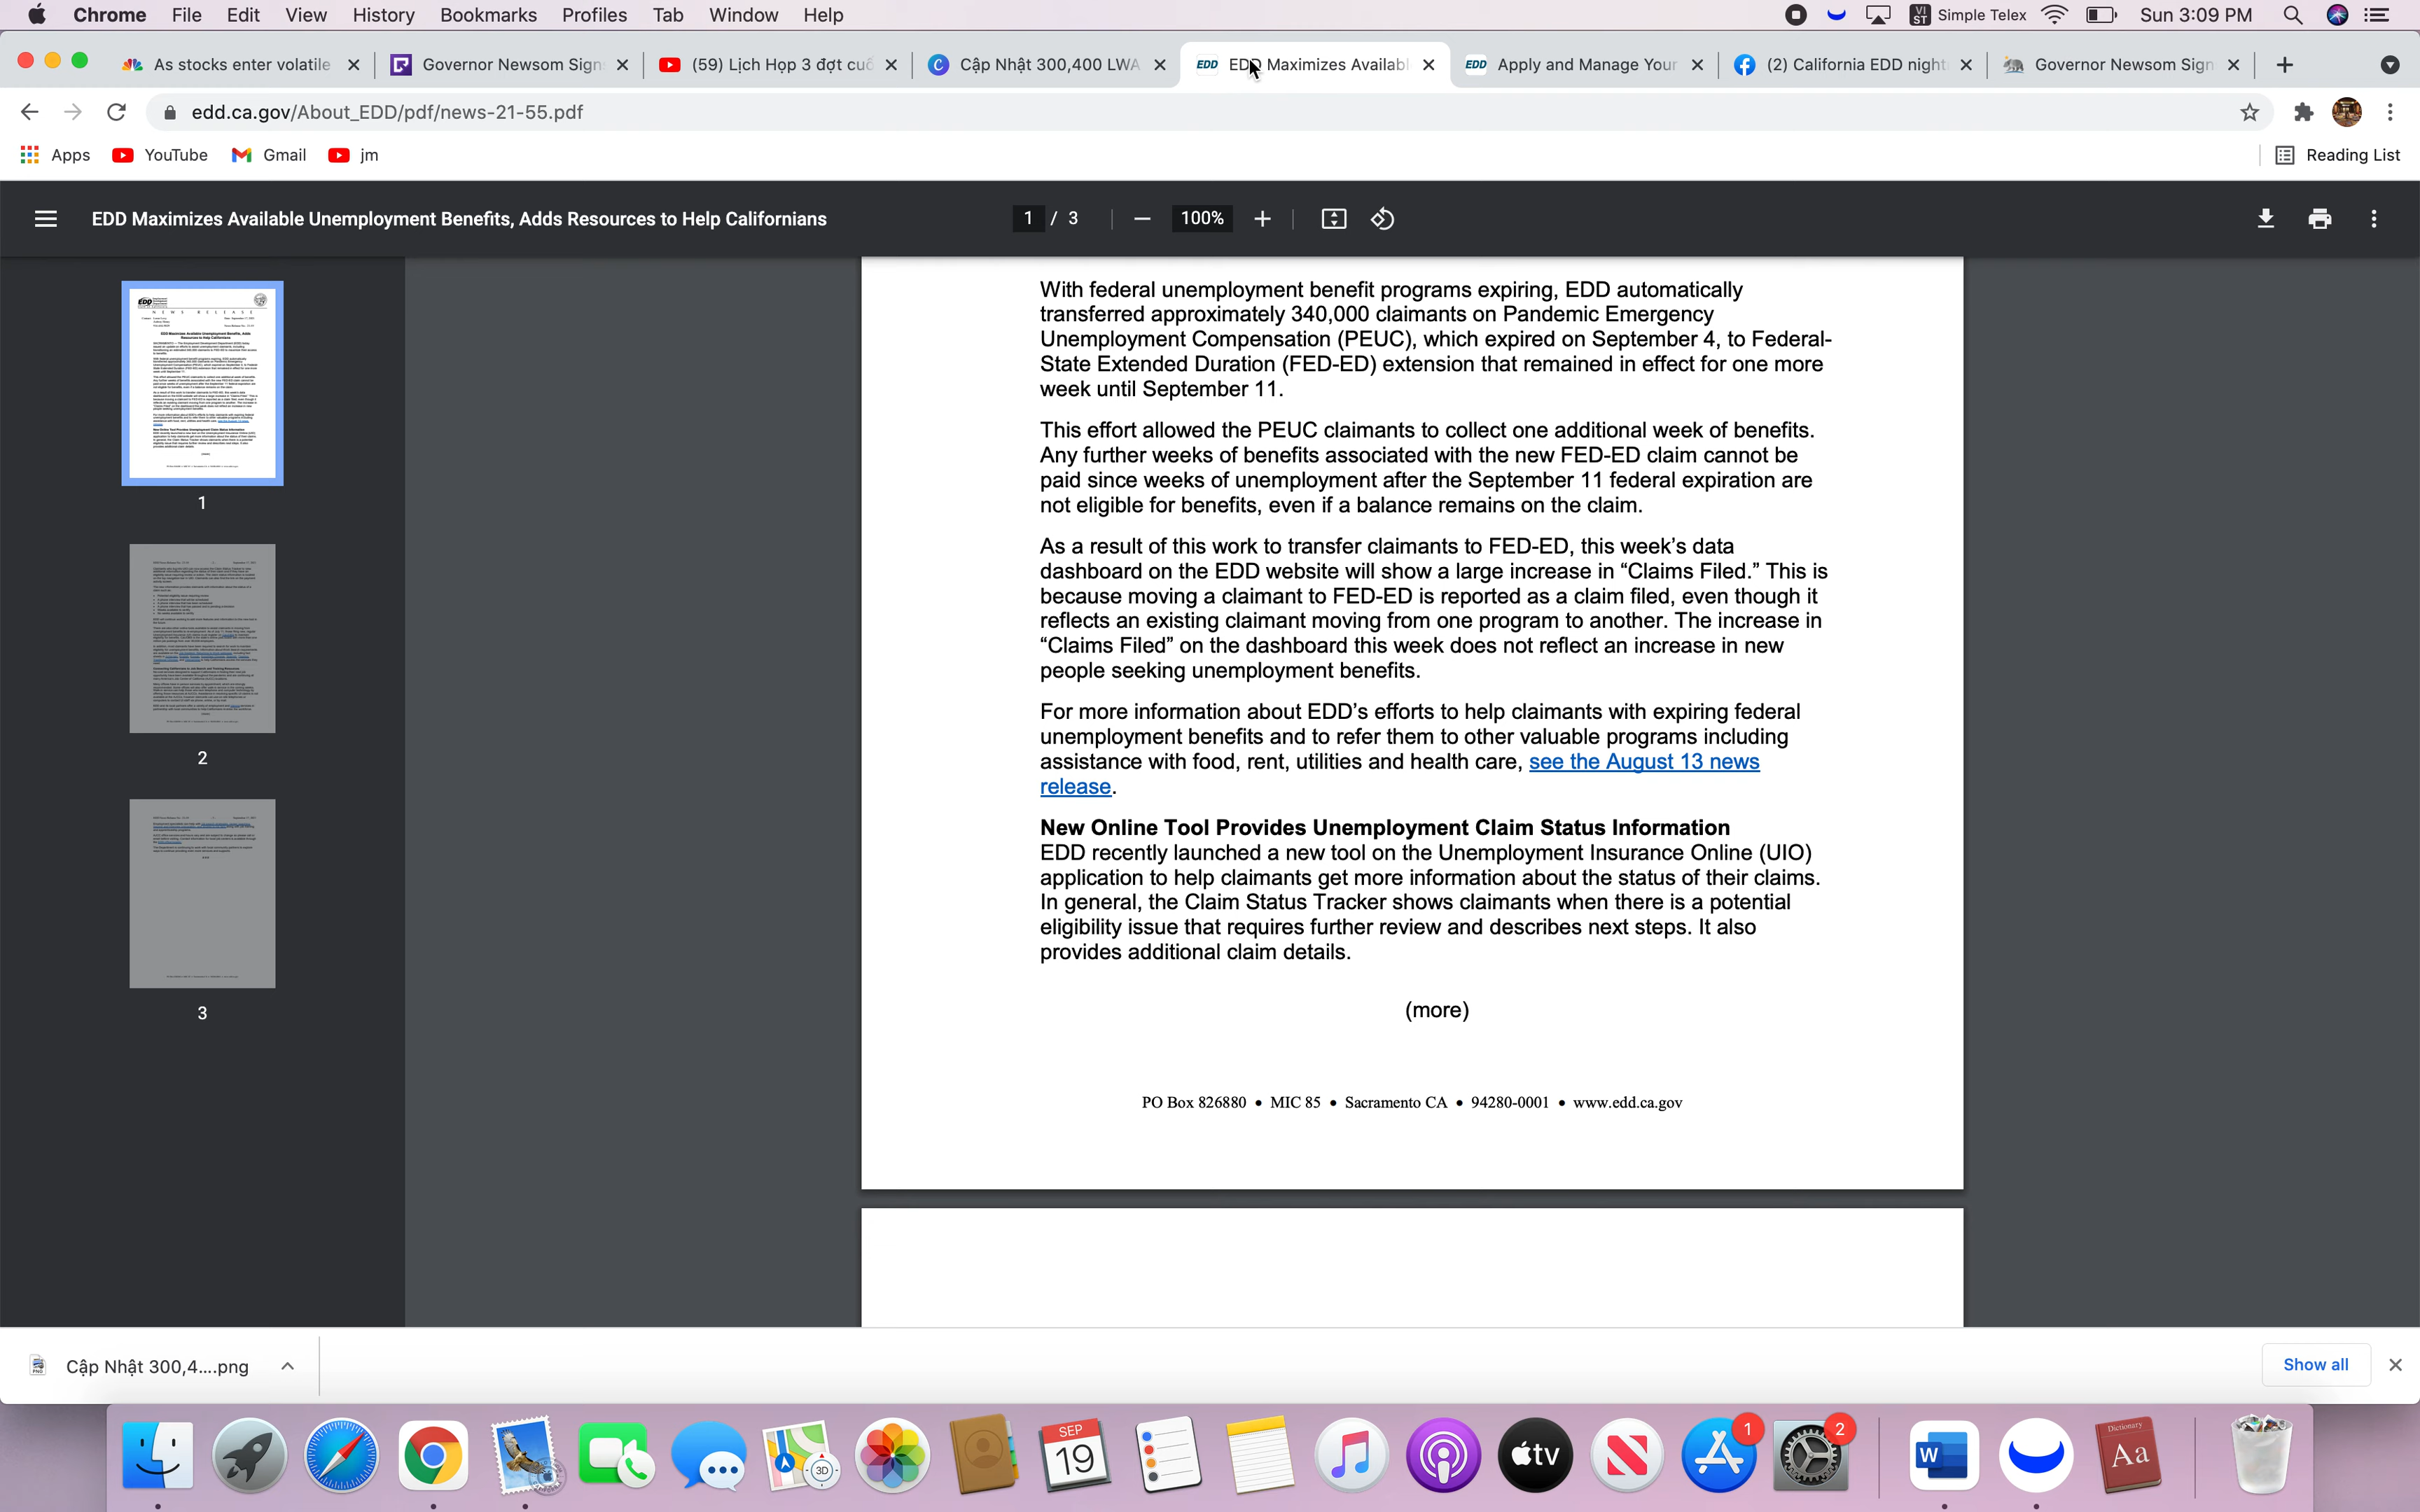 Chrome File Edit View History Bookmarks Profiles Tab Window Help
VI ST Simple Telex Sun 3:09 PM
As stocks enter volatile
Governor Newsom Sign
(59) Lịch Họp 3 đợt cuố
Cập Nhật 300,400 LWA
EDD EDD Maximizes Availabl
EDD Apply and Manage Your
(2) California EDD night
Governor Newsom Sign
edd.ca.gov/About_EDD/pdf/news-21-55.pdf
Apps YouTube Gmail jm Reading List
EDD Maximizes Available Unemployment Benefits, Adds Resources to Help Californians 1 / 3 100%
1
2
3
With federal unemployment benefit programs expiring, EDD automatically
transferred approximately 340,000 claimants on Pandemic Emergency
Unemployment Compensation (PEUC), which expired on September 4, to Federal-
State Extended Duration (FED-ED) extension that remained in effect for one more
week until September 11.
This effort allowed the PEUC claimants to collect one additional week of benefits.
Any further weeks of benefits associated with the new FED-ED claim cannot be
paid since weeks of unemployment after the September 11 federal expiration are
not eligible for benefits, even if a balance remains on the claim.
As a result of this work to transfer claimants to FED-ED, this week’s data
dashboard on the EDD website will show a large increase in “Claims Filed.” This is
because moving a claimant to FED-ED is reported as a claim filed, even though it
reflects an existing claimant moving from one program to another. The increase in
“Claims Filed” on the dashboard this week does not reflect an increase in new
people seeking unemployment benefits.
For more information about EDD’s efforts to help claimants with expiring federal
unemployment benefits and to refer them to other valuable programs including
assistance with food, rent, utilities and health care, see the August 13 news
release.
New Online Tool Provides Unemployment Claim Status Information
EDD recently launched a new tool on the Unemployment Insurance Online (UIO)
application to help claimants get more information about the status of their claims.
In general, the Claim Status Tracker shows claimants when there is a potential
eligibility issue that requires further review and describes next steps. It also
provides additional claim details.
(more)
PO Box 826880 • MIC 85 • Sacramento CA • 94280-0001 • www.edd.ca.gov
Cập Nhật 300,4....png Show all
SEP
19
3D
tv
1
2
W
Dictionary
Aa